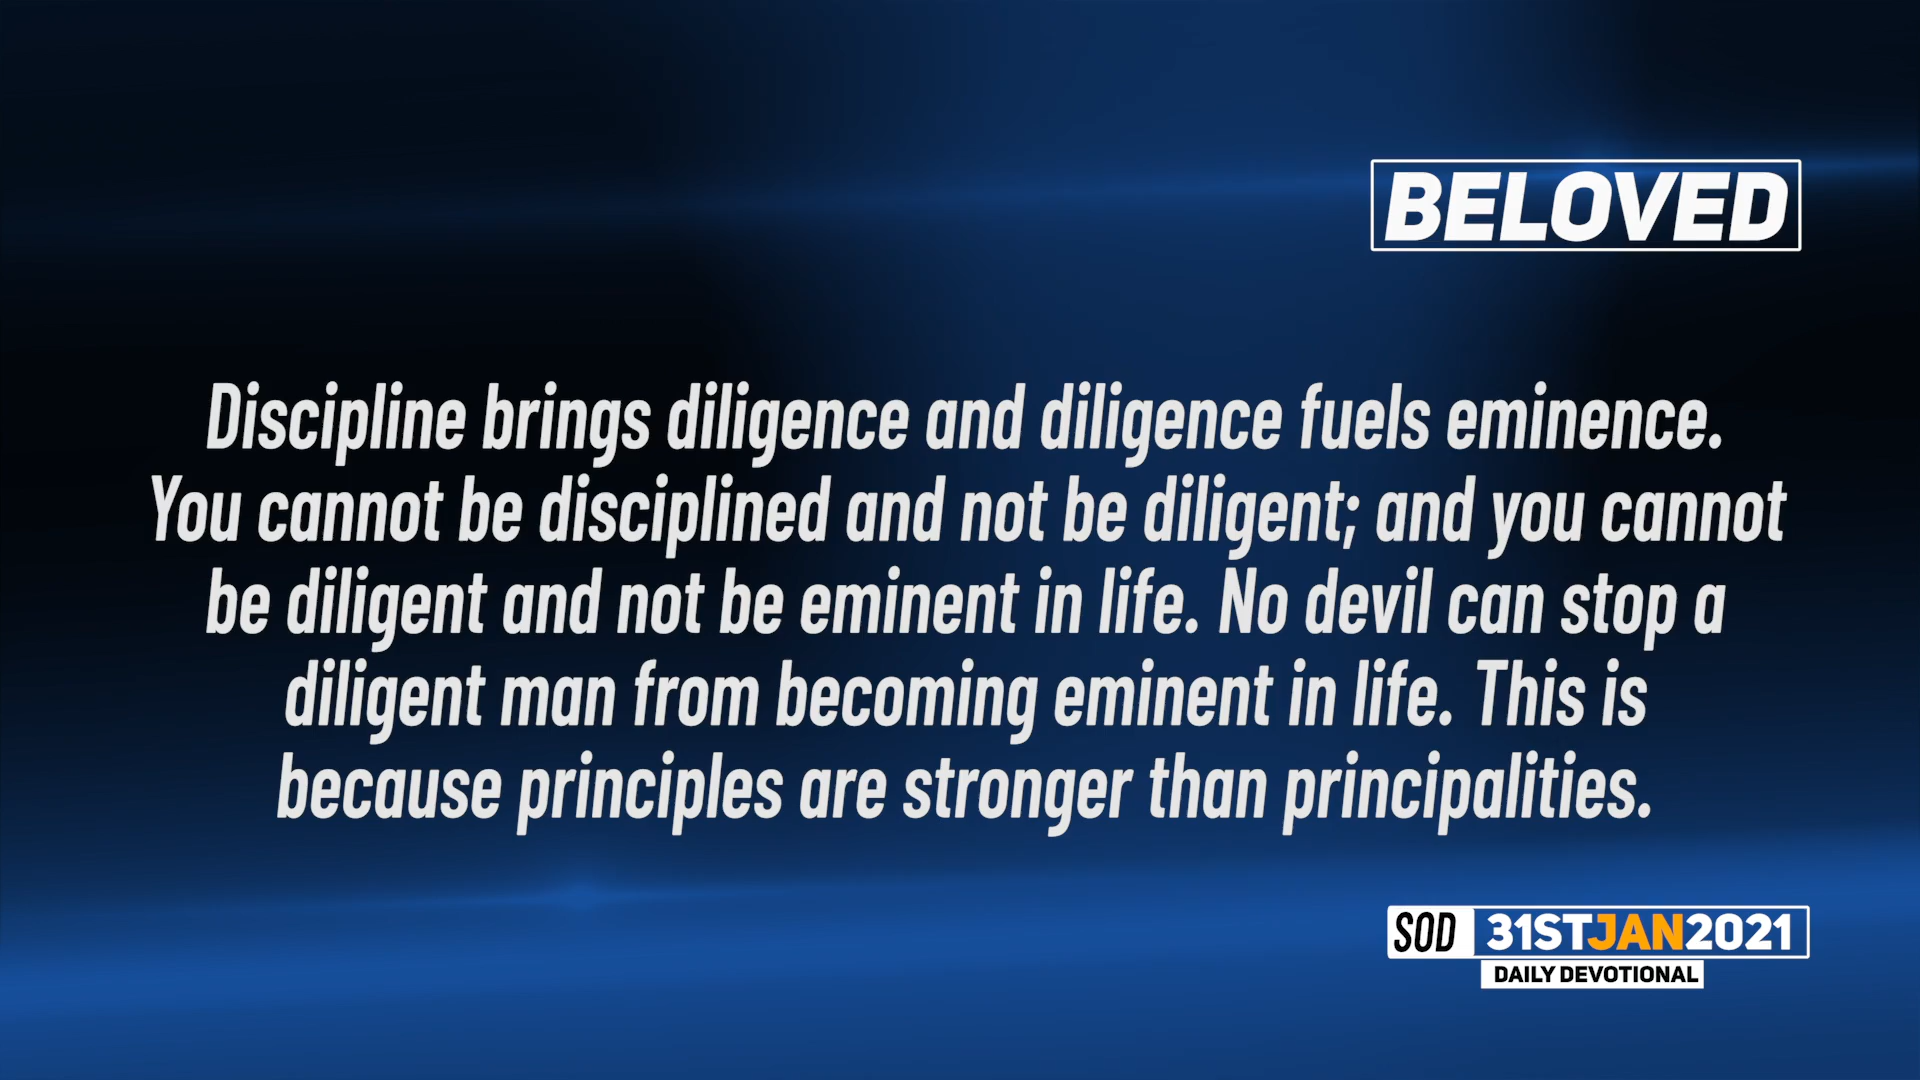 BELOVED
Discipline brings diligence and diligence fuels eminence.
You cannot be disciplined and not be diligent; and you cannot
be diligent and not be eminent in life. No devil can stop a
diligent man from becoming eminent in life. This is
because principles are stronger than principalities.
SOD 31STJAN2021
DAILY DEVOTIONAL